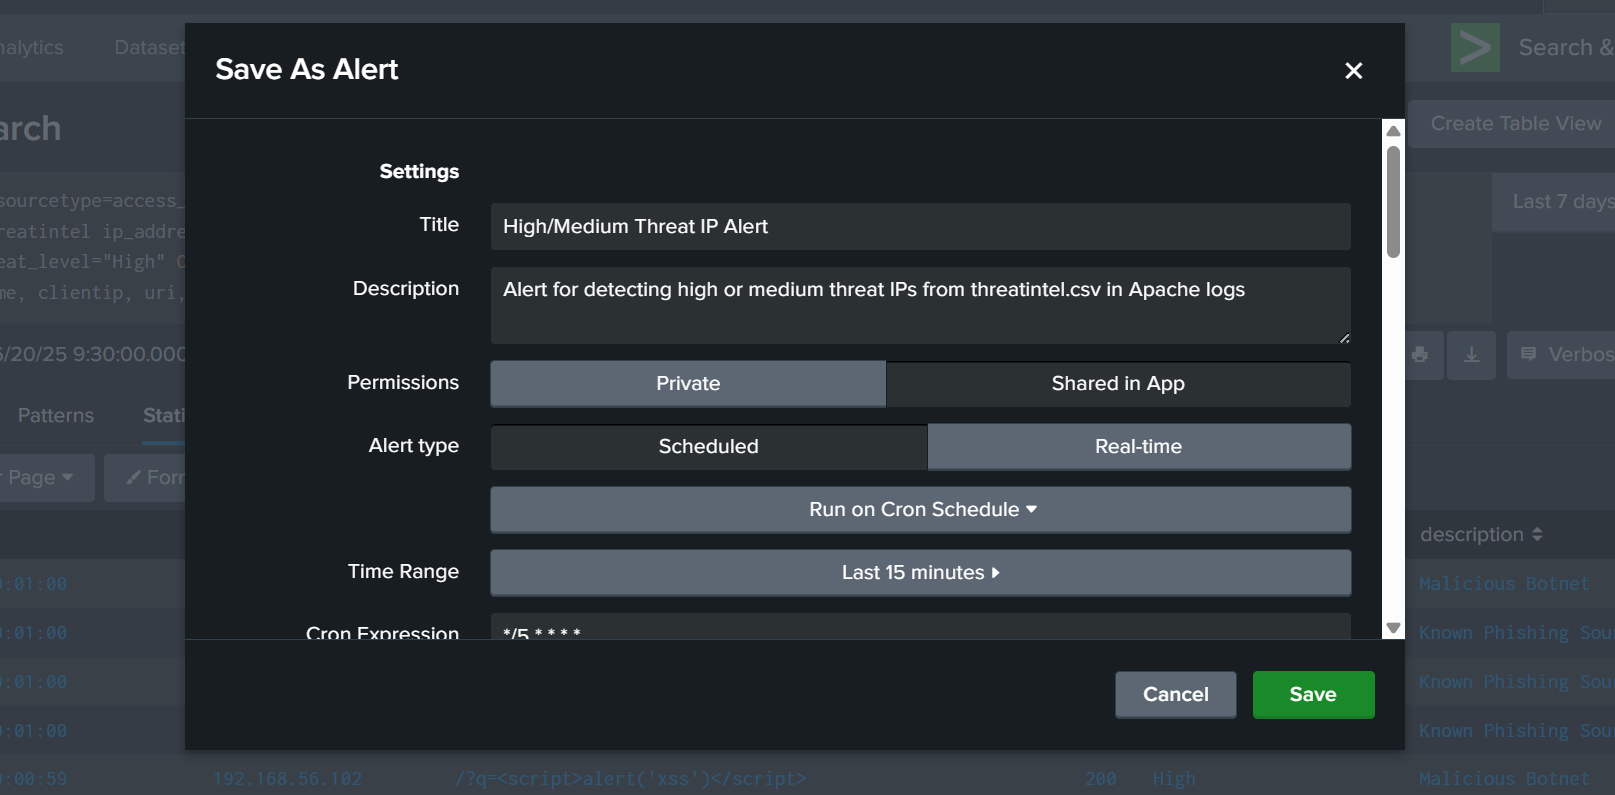 nalytics Datase
Search &
Save As Alert
arch
Create Table View
Settings
sourcetype=access_
Last 7 days
Title High/Medium Threat IP Alert
reatintel ip_addre
eat_level="High"
Description Alert for detecting high or medium threat IPs from threatintel.csv in Apache logs
me, clientip, uri,
/20/25 9:30:00.000
Verbos
Permissions Private Shared in App
Patterns Stati
Alert type Scheduled Real-time
Page Form
Run on Cron Schedule
description
Time Range Last 15 minutes
:01:00 Malicious Botnet
Cron Expression */5 * * * *
:01:00 Known Phishing Sou
:01:00 Known Phishing Sou
Cancel Save
:01:00 Known Phishing Sou
:00:59 192.168.56.102 /?q=<script>alert('xss')</script> 200 High Malicious Botnet